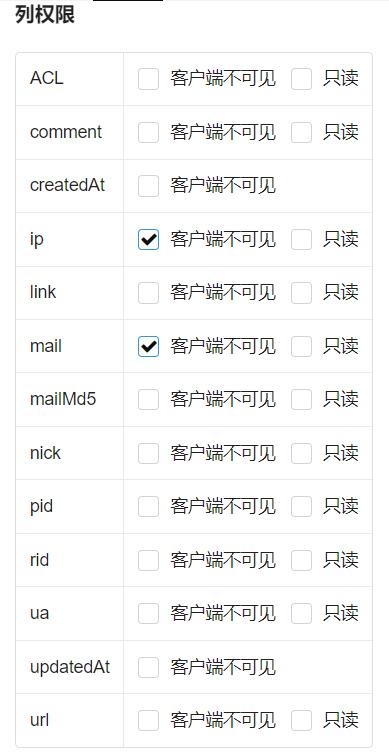 列权限
ACL 客户端不可见 只读
comment 客户端不可见 只读
createdAt 客户端不可见
ip 客户端不可见 只读
link 客户端不可见 只读
mail 客户端不可见 只读
mailMd5 客户端不可见 只读
nick 客户端不可见 只读
pid 客户端不可见 只读
rid 客户端不可见 只读
ua 客户端不可见 只读
updatedAt 客户端不可见
url 客户端不可见 只读